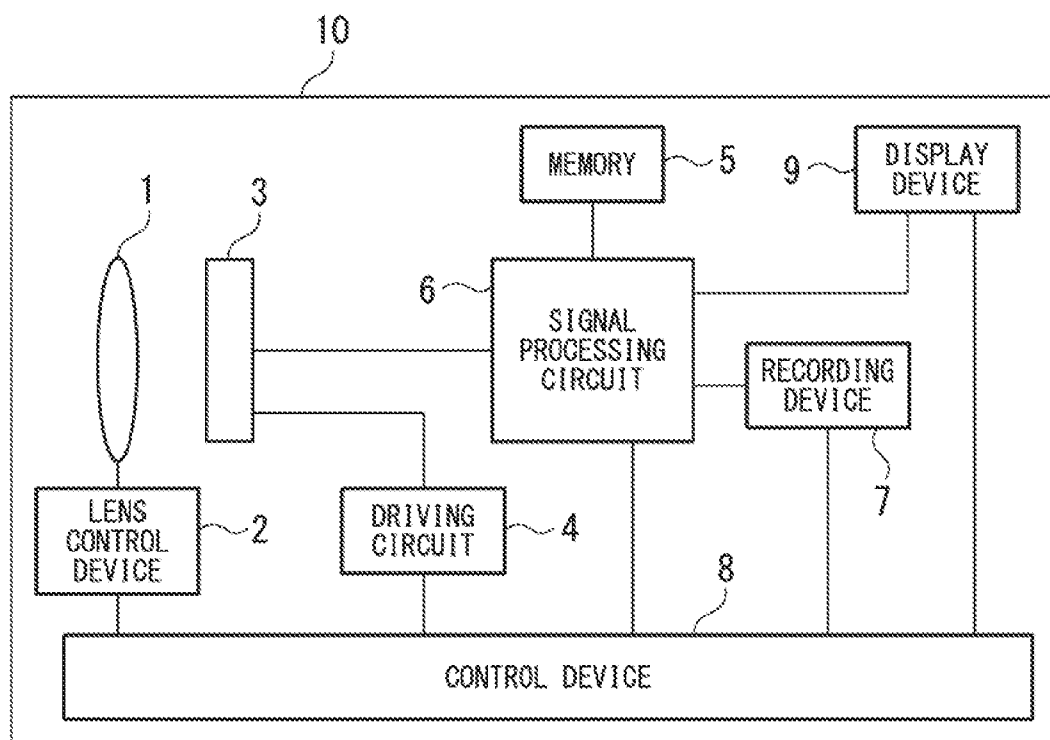 10
MEMORY
5
9
DISPLAY
DEVICE
1
3
6
SIGNAL
PROCESSING
CIRCUIT
RECORDING
DEVICE
7
LENS
CONTROL
DEVICE
2
DRIVING
CIRCUIT
4
8
CONTROL DEVICE